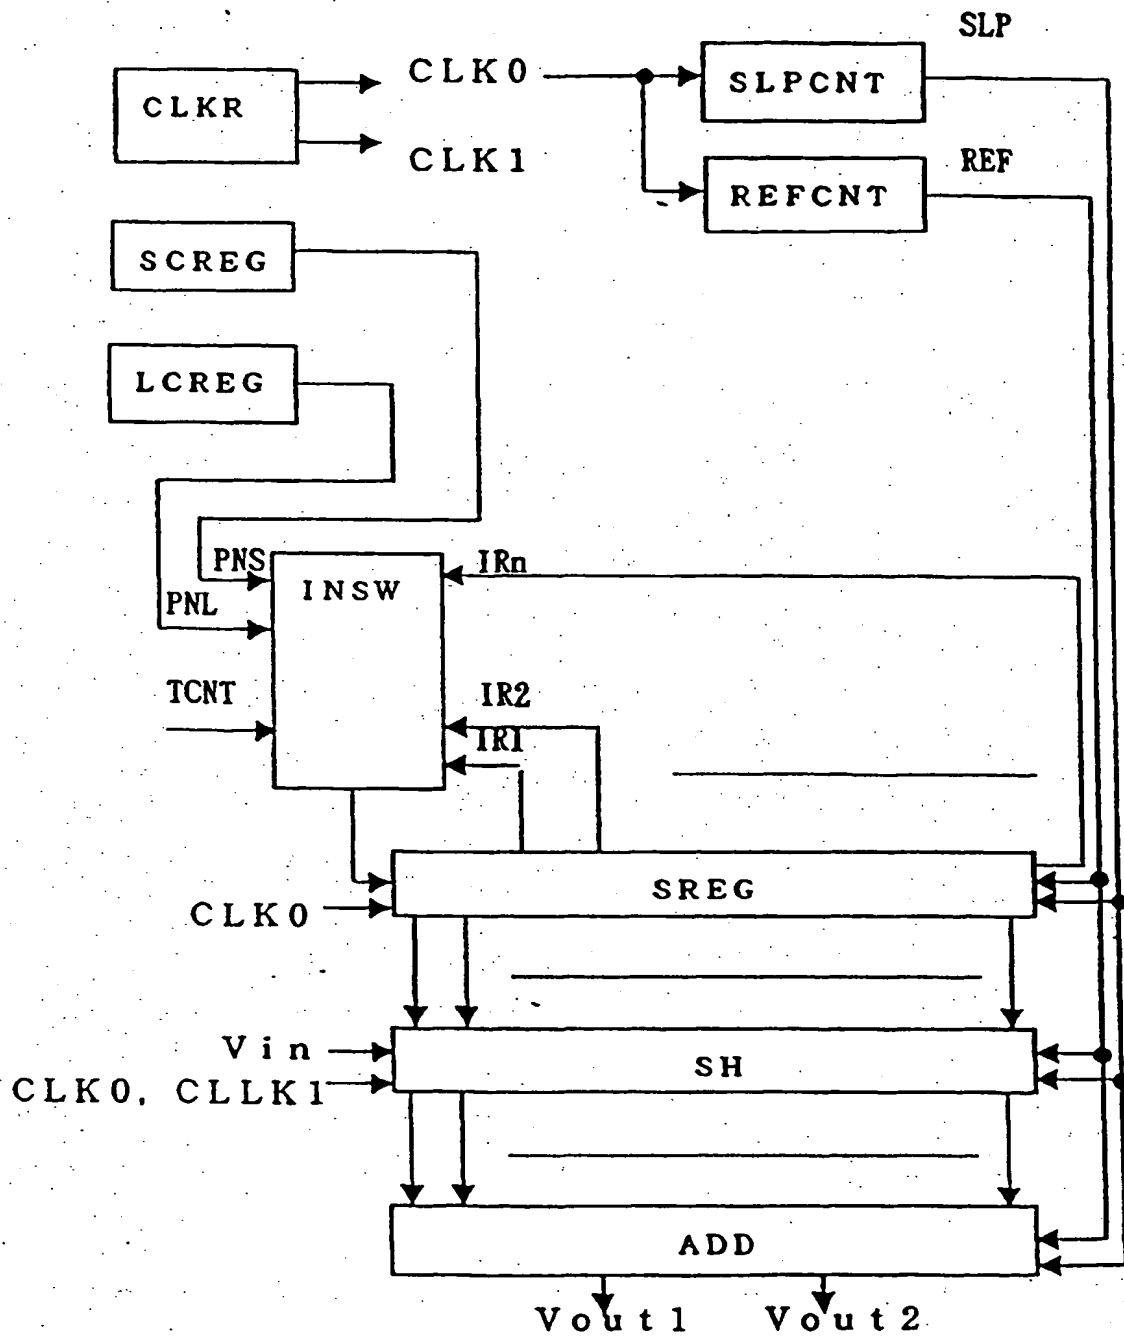 SLP
CLK0
SLPCNT
CLKR
CLK1
REF
REFCNT
SCREG
LCREG
PNS
IRn
INSW
PNL
TCNT
IR2
IR1
SREG
CLK0
Vin
SH
CLK0, CLLK1
ADD
Vout1
Vout2